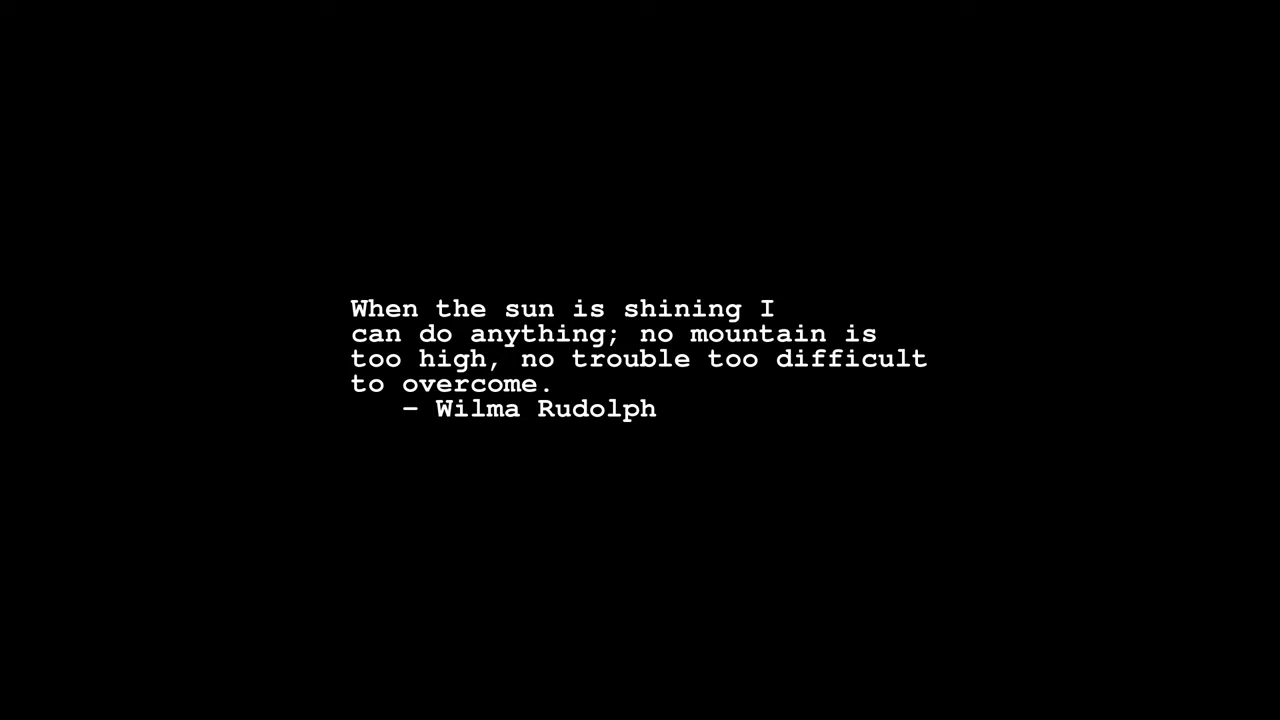 When the sun is shining I
can do anything; no mountain is
too high, no trouble too difficult
to overcome.
– Wilma Rudolph